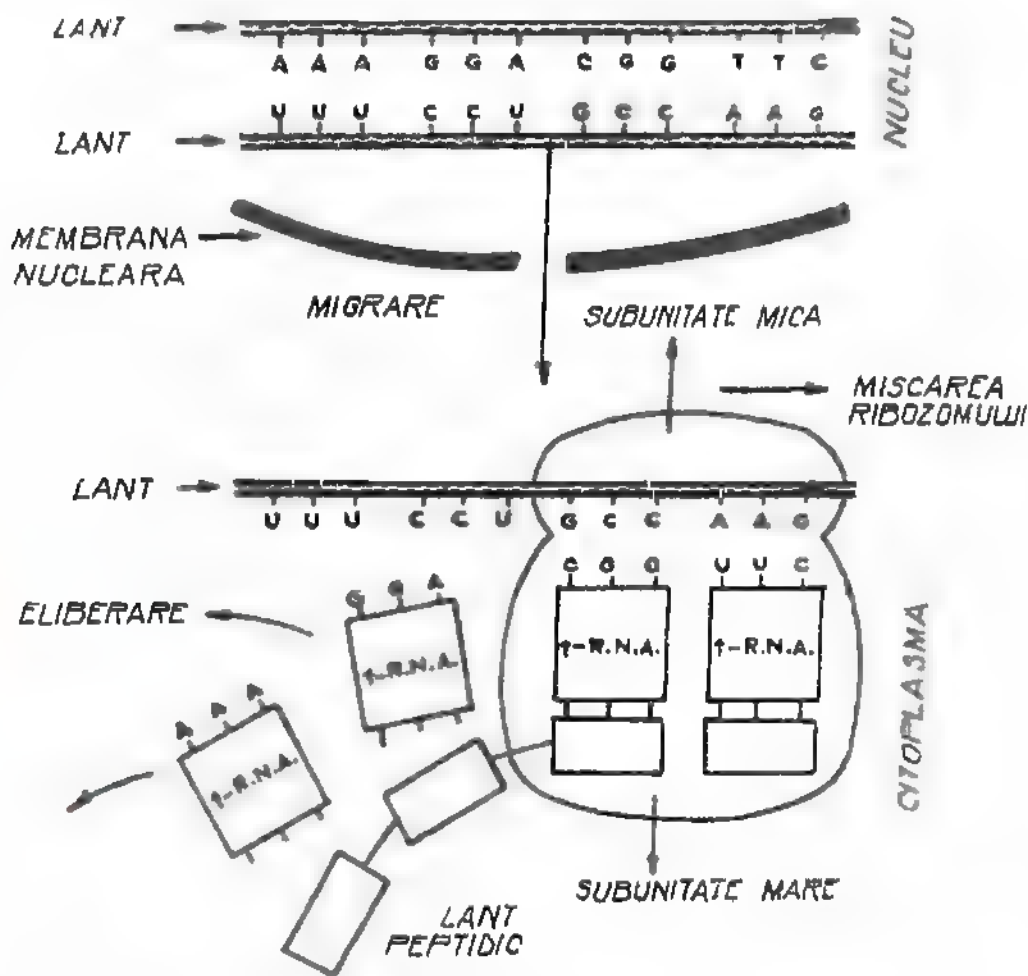 LANT
A A A G G A C G G T T C
NUCLEU
U U U C C U G C C A A G
LANT
MEMBRANA
NUCLEARA
MIGRARE
SUBUNITATE MICA
MISCAREA
RIBOZOMULUI
LANT
U U U C C U G C C A A G
C G G U U C
G G A
ELIBERARE
↑-R.N.A.
↑-R.N.A.
↑-R.N.A.
A A A
↑-R.N.A.
CYTOPLASMA
SUBUNITATE MARE
LANT
PEPTIDIC